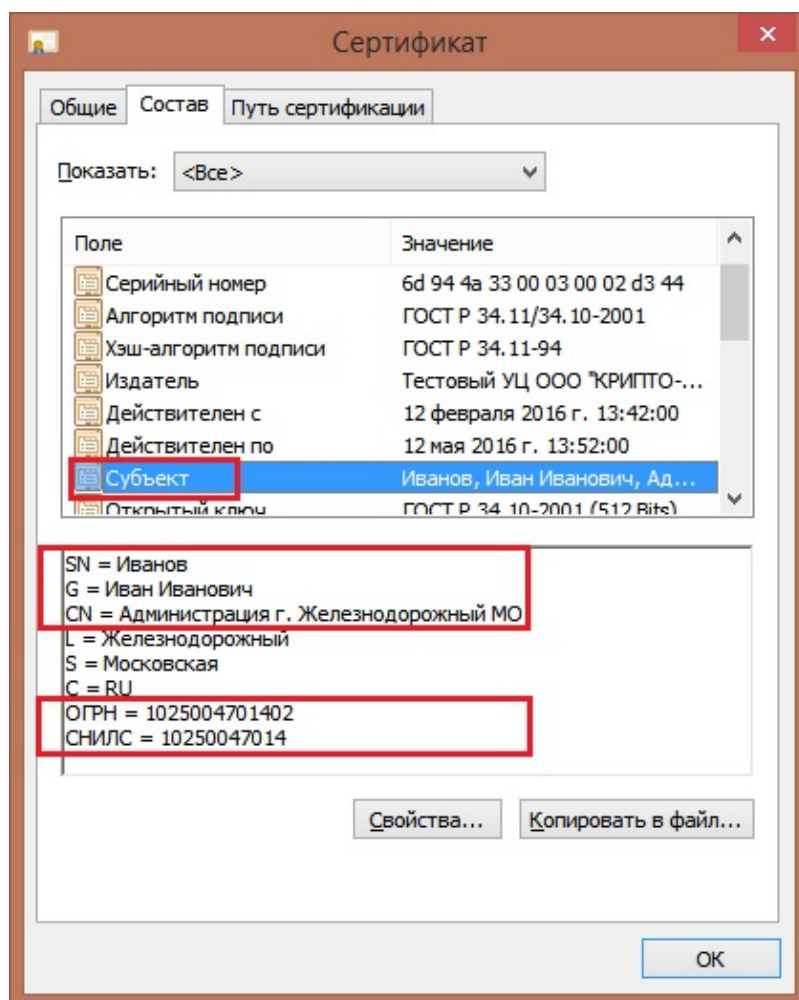 Сертификат
Общие Состав Путь сертификации
Показать: <Все>
Поле Значение
Серийный номер 6d 94 4a 33 00 03 00 02 d3 44
Алгоритм подписи ГОСТ Р 34.11/34.10-2001
Хэш-алгоритм подписи ГОСТ Р 34.11-94
Издатель Тестовый УЦ ООО "КРИПТО-...
Действителен с 12 февраля 2016 г. 13:42:00
Действителен по 12 мая 2016 г. 13:52:00
Субъект Иванов, Иван Иванович, Ад...
Открытый ключ ГОСТ Р 34.10-2001 (512 Bits)
SN = Иванов
G = Иван Иванович
CN = Администрация г. Железнодорожный МО
L = Железнодорожный
S = Московская
C = RU
ОГРН = 1025004701402
СНИЛС = 10250047014
Свойства... Копировать в файл...
ОК